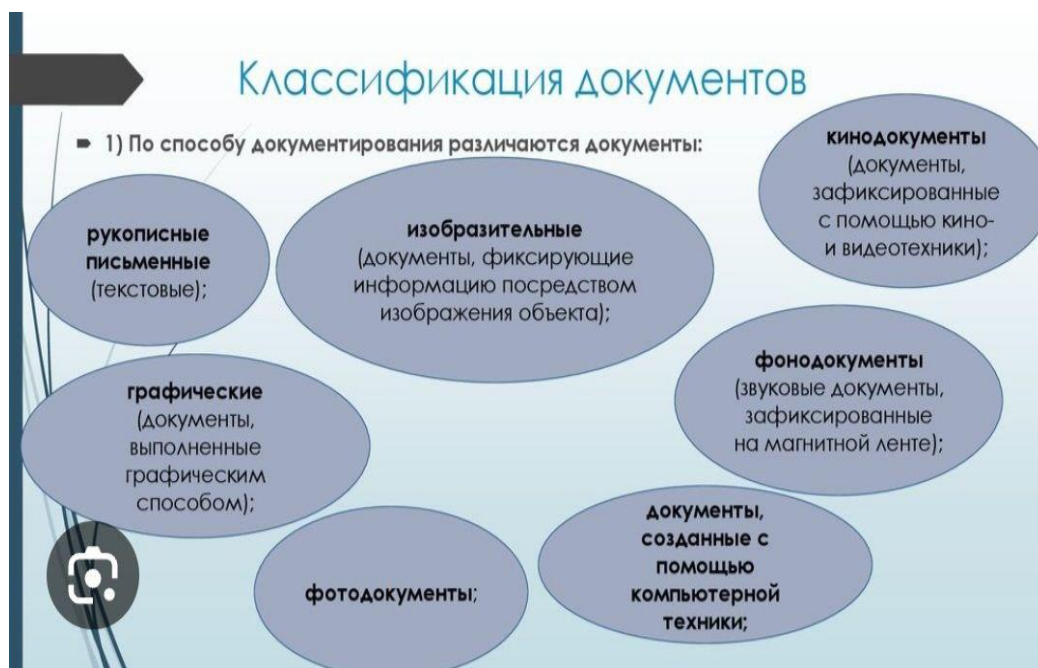 Классификация документов
1) По способу документирования различаются документы:
рукописные
письменные
(текстовые);
изобразительные
(документы, фиксирующие
информацию посредством
изображения объекта);
кинодокументы
(документы,
зафиксированные
с помощью кино-
и видеотехники);
графические
(документы,
выполненные
графическим
способом);
фонодокументы
(звуковые документы,
зафиксированные
на магнитной ленте);
фотодокументы;
документы,
созданные с
помощью
компьютерной
техники;